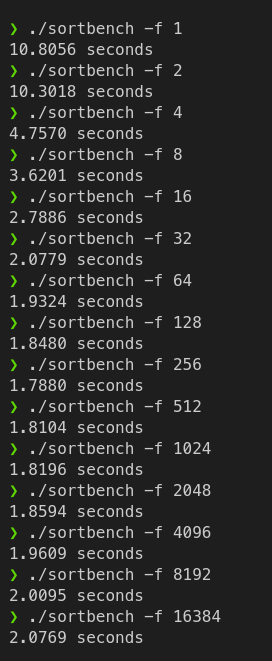 ❯ ./sortbench -f 1
10.8056 seconds
❯ ./sortbench -f 2
10.3018 seconds
❯ ./sortbench -f 4
4.7570 seconds
❯ ./sortbench -f 8
3.6201 seconds
❯ ./sortbench -f 16
2.7886 seconds
❯ ./sortbench -f 32
2.0779 seconds
❯ ./sortbench -f 64
1.9324 seconds
❯ ./sortbench -f 128
1.8480 seconds
❯ ./sortbench -f 256
1.7880 seconds
❯ ./sortbench -f 512
1.8104 seconds
❯ ./sortbench -f 1024
1.8196 seconds
❯ ./sortbench -f 2048
1.8594 seconds
❯ ./sortbench -f 4096
1.9609 seconds
❯ ./sortbench -f 8192
2.0095 seconds
❯ ./sortbench -f 16384
2.0769 seconds